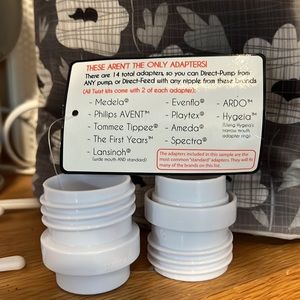 THESE AREN'T THE ONLY ADAPTERS!
There are 14 total adapters, so you can Direct-Pump from
ANY pump, or Direct-Feed with any nipple from these brands
(All Twist kits come with 2 of each adapter):
- Medela®
- Philips AVENT™
- Tommee Tippee®
- The First Years™
- Lansinoh®
(wide mouth AND standard)
- Evenflo®
- Playtex®
- Ameda®
- Spectra®
- ARDO™
- Hygeia™
(Using Hygeia's
narrow mouth
adapter ring)
The adapters included in this sample are the
most common "standard" adapters. They will fit
many of the brands on this list.